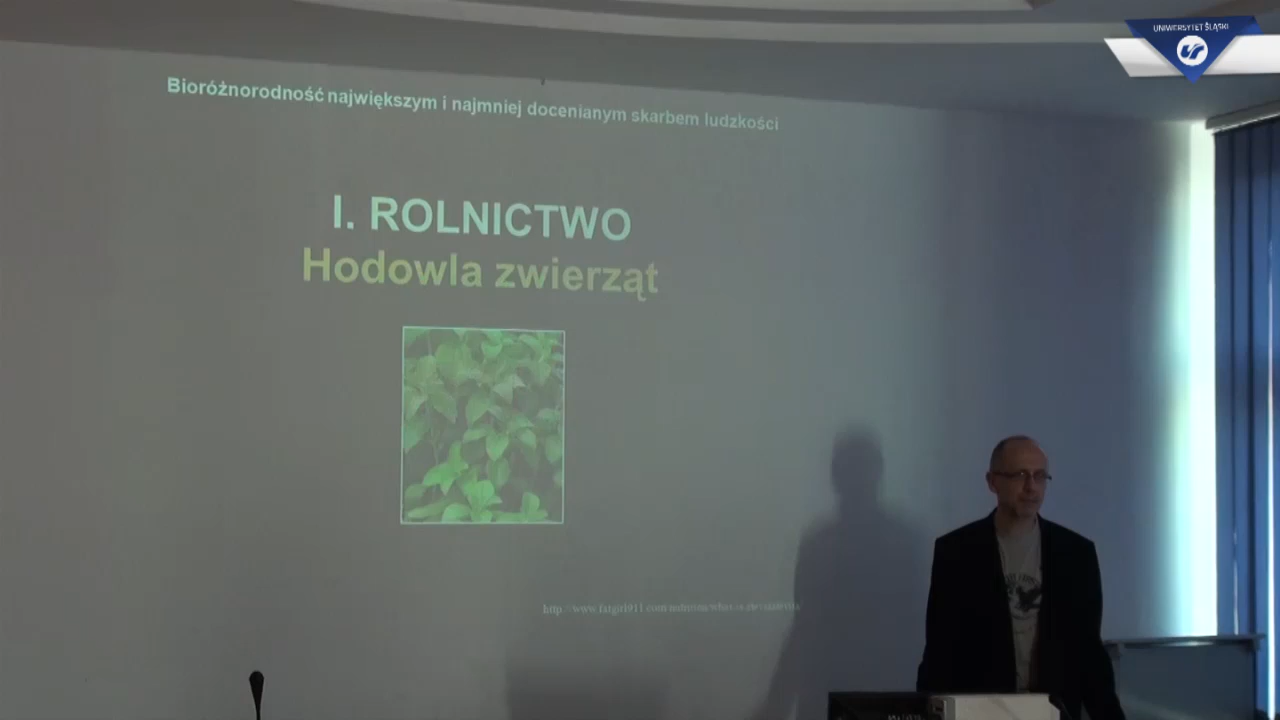 UNIWERSYTET ŚLĄSKI
Bioróżnorodność największym i najmniej docenianym skarbem ludzkości
I. ROLNICTWO
Hodowla zwierząt